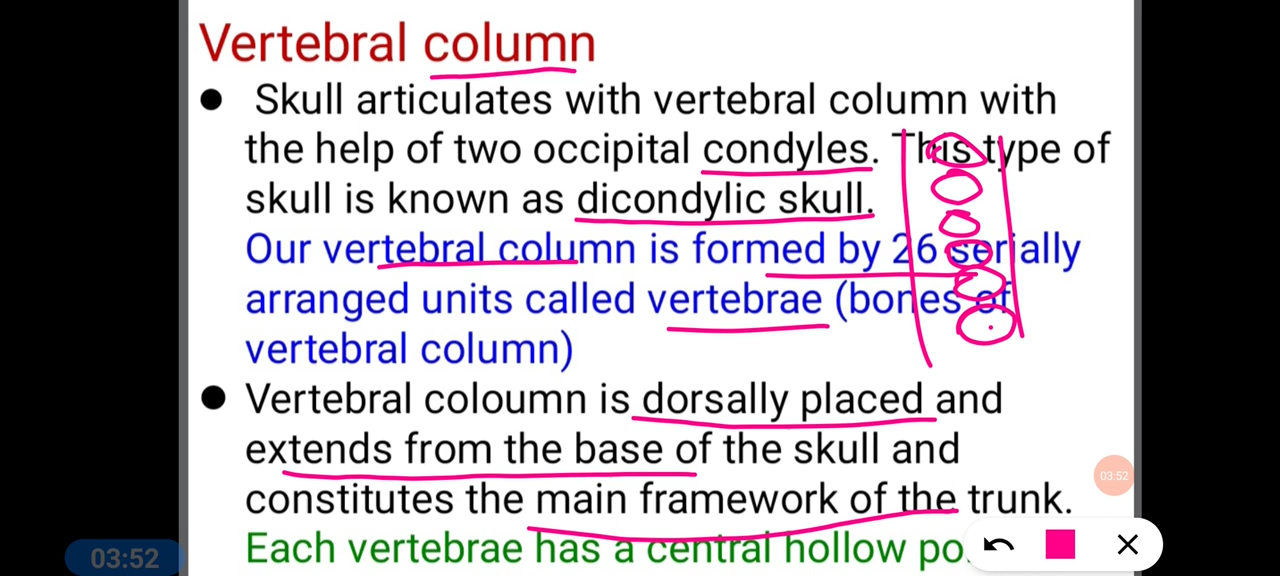 Vertebral column
● Skull articulates with vertebral column with
the help of two occipital condyles. This type of
skull is known as dicondylic skull.
Our vertebral column is formed by 26 serially
arranged units called vertebrae (bones of
vertebral column)
● Vertebral coloumn is dorsally placed and
extends from the base of the skull and
constitutes the main framework of the trunk.
Each vertebrae has a central hollow
03:52
03:52